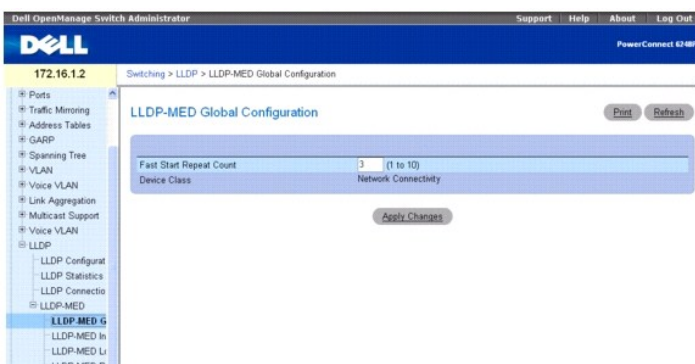 Dell OpenManage Switch Administrator Support Help About Log Out
DELL
PowerConnect 6248P
172.16.1.2
Switching > LLDP > LLDP-MED Global Configuration
Ports
Traffic Mirroring
Address Tables
GARP
Spanning Tree
VLAN
Voice VLAN
Link Aggregation
Multicast Support
Voice VLAN
LLDP
LLDP Configurat
LLDP Statistics
LLDP Connectio
LLDP-MED
LLDP-MED G
LLDP-MED In
LLDP-MED Lo
LLDP-MED Global Configuration
Print Refresh
Fast Start Repeat Count 3 (1 to 10)
Device Class Network Connectivity
Apply Changes